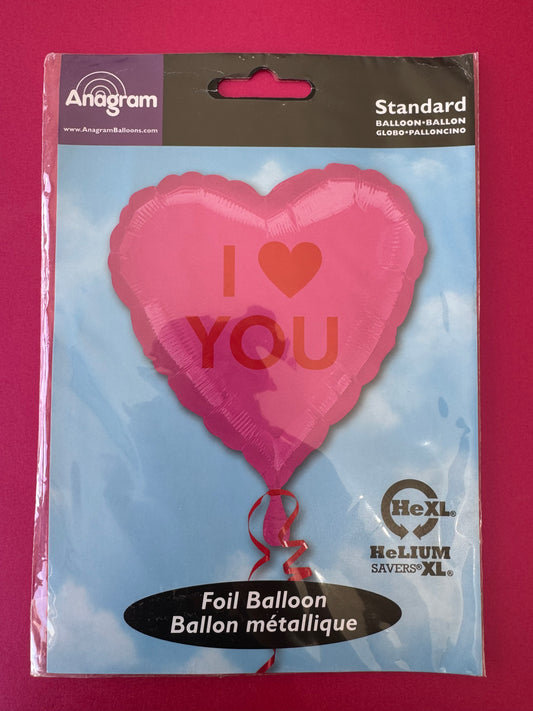 Anagram
www.AnagramBalloons.com
Standard
BALLOON•BALLON
GLOBO•PALLONCINO
I ♥
YOU
HeXL®
HeLIUM
SAVERS®XL®
Foil Balloon
Ballon métallique